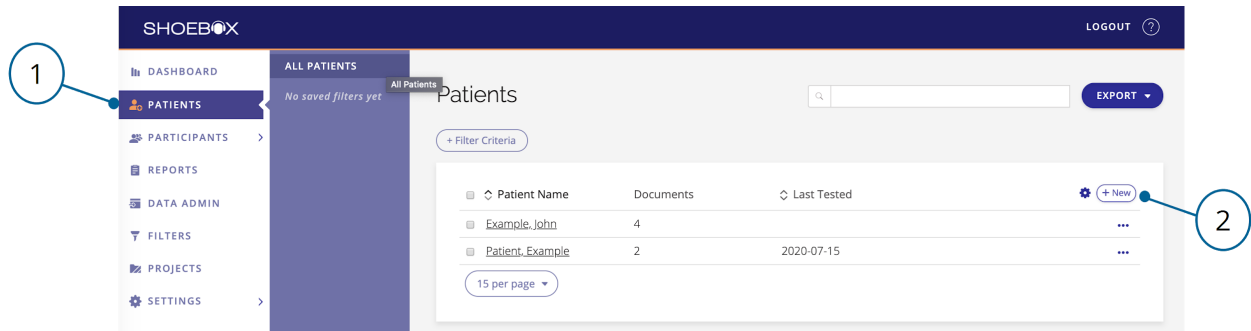 SHOEBOX
LOGOUT ?
1
DASHBOARD
PATIENTS
PARTICIPANTS
REPORTS
DATA ADMIN
FILTERS
PROJECTS
SETTINGS
ALL PATIENTS
All Patients
No saved filters yet
Patients
EXPORT
+ Filter Criteria
Patient Name Documents Last Tested + New
2
Example, John 4
Patient, Example 2 2020-07-15
15 per page